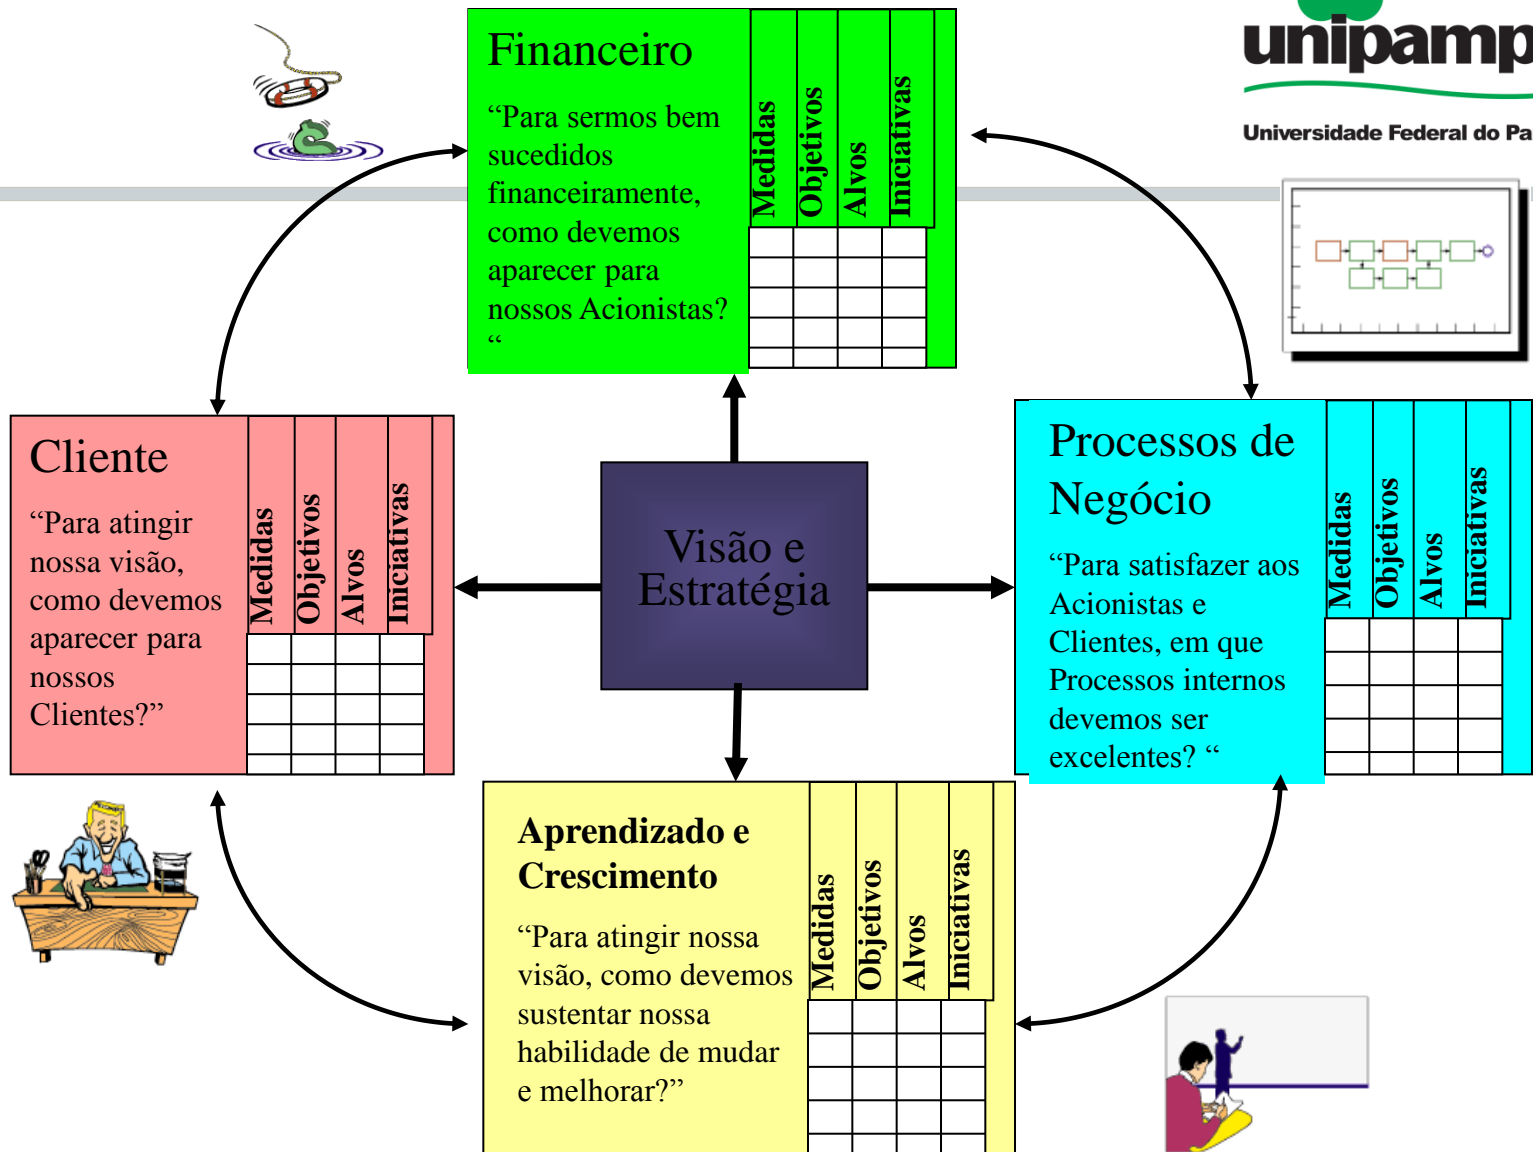 unipamp
Universidade Federal do Pa
Financeiro
“Para sermos bem
sucedidos
financeiramente,
como devemos
aparecer para
nossos Acionistas?
“
Medidas
Objetivos
Alvos
Iniciativas
Cliente
“Para atingir
nossa visão,
como devemos
aparecer para
nossos
Clientes?”
Medidas
Objetivos
Alvos
Iniciativas
Visão e
Estratégia
Processos de
Negócio
“Para satisfazer aos
Acionistas e
Clientes, em que
Processos internos
devemos ser
excelentes? “
Medidas
Objetivos
Alvos
Iniciativas
Aprendizado e
Crescimento
“Para atingir nossa
visão, como devemos
sustentar nossa
habilidade de mudar
e melhorar?”
Medidas
Objetivos
Alvos
Iniciativas